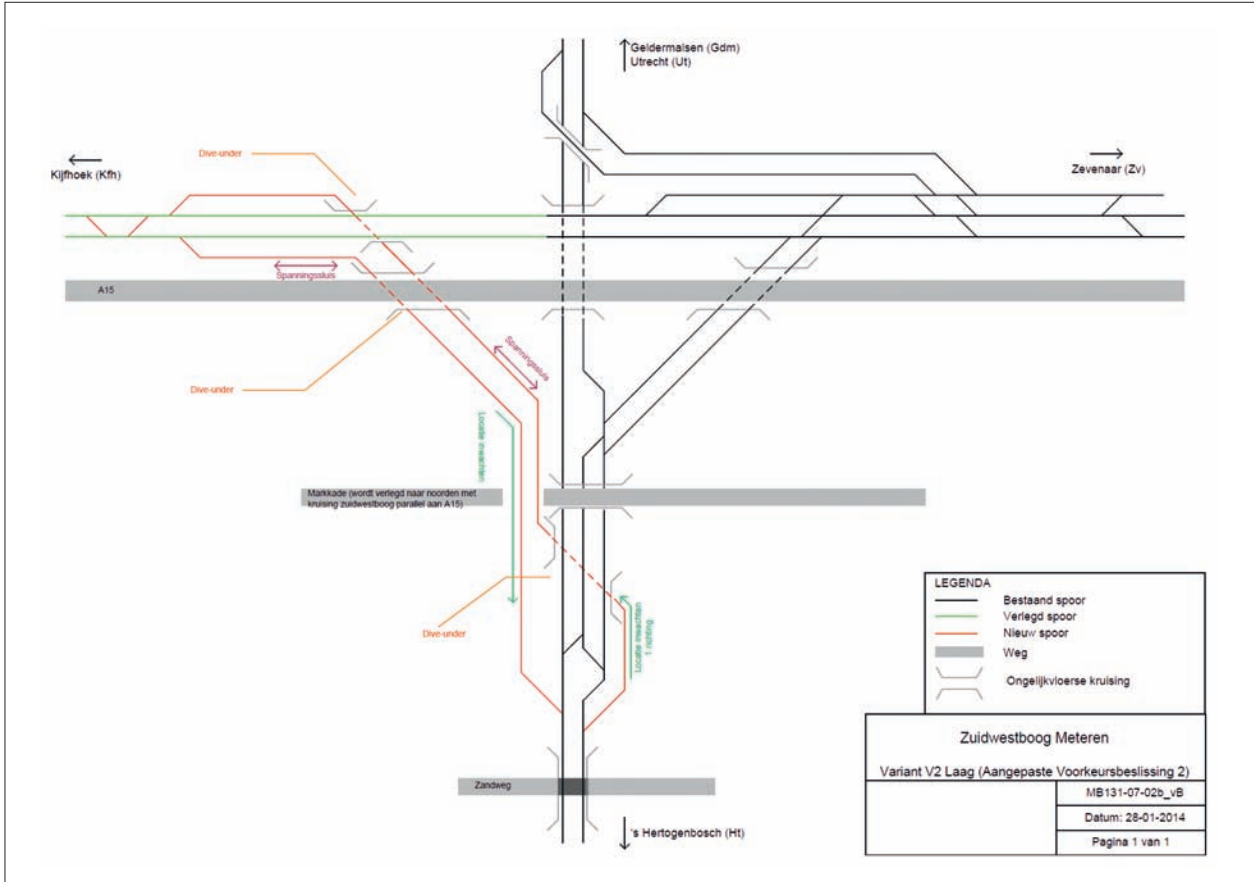 Geldermalsen (Gdm)
Utrecht (Ut)
Dive-under
Kijfhoek (Kfh)
Zevenaar (Zv)
Spanningssluis
A15
Spanningssluis
Dive-under
Locatie inwachten
Markkade (wordt verlegd naar noorden met
kruising zuidwestboog parallel aan A15)
Dive-under
Locatie inwachten
1 richting
LEGENDA
Bestaand spoor
Verlegd spoor
Nieuw spoor
Weg
Ongelijkvloerse kruising
Zuidwestboog Meteren
Variant V2 Laag (Aangepaste Voorkeursbeslissing 2)
MB131-07-02b_vB
Datum: 28-01-2014
Pagina 1 van 1
Zandweg
's Hertogenbosch (Ht)